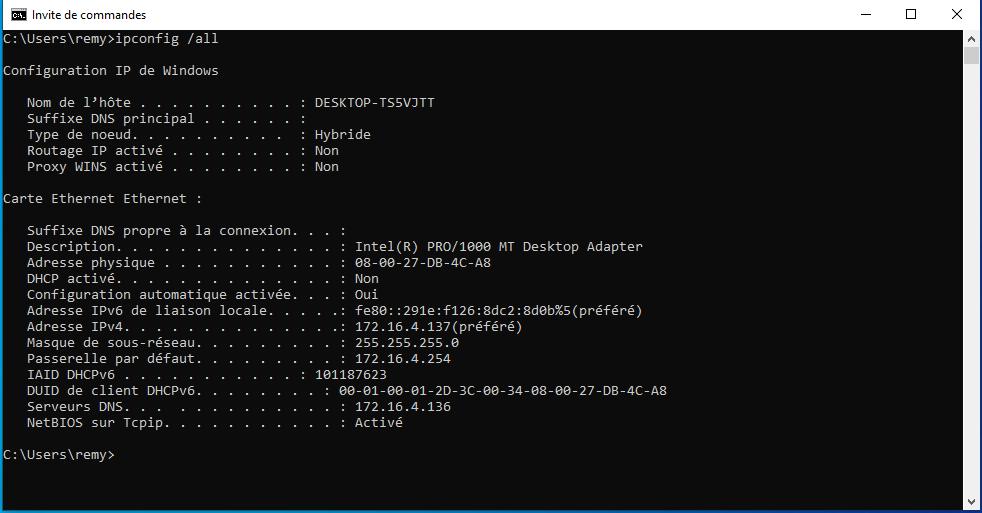 Invite de commandes
C:\Users\remy>ipconfig /all
Configuration IP de Windows
Nom de l’hôte . . . . . . . . . . : DESKTOP-TS5VJTT
Suffixe DNS principal . . . . . . :
Type de noeud. . . . . . . . . .  : Hybride
Routage IP activé . . . . . . . . : Non
Proxy WINS activé . . . . . . . . : Non
Carte Ethernet Ethernet :
Suffixe DNS propre à la connexion. . . :
Description. . . . . . . . . . . . . . : Intel(R) PRO/1000 MT Desktop Adapter
Adresse physique . . . . . . . . . . . : 08-00-27-DB-4C-A8
DHCP activé. . . . . . . . . . . . . . : Non
Configuration automatique activée. . . : Oui
Adresse IPv6 de liaison locale. . . . .: fe80::291e:f126:8dc2:8d0b%5(préféré)
Adresse IPv4. . . . . . . . . . . . . .: 172.16.4.137(préféré)
Masque de sous-réseau. . . . . . . . . : 255.255.255.0
Passerelle par défaut. . . . . . . . . : 172.16.4.254
IAID DHCPv6 . . . . . . . . . . . : 101187623
DUID de client DHCPv6. . . . . . . . : 00-01-00-01-2D-3C-00-34-08-00-27-DB-4C-A8
Serveurs DNS. . .  . . . . . . . . . . : 172.16.4.136
NetBIOS sur Tcpip. . . . . . . . . . . : Activé
C:\Users\remy>